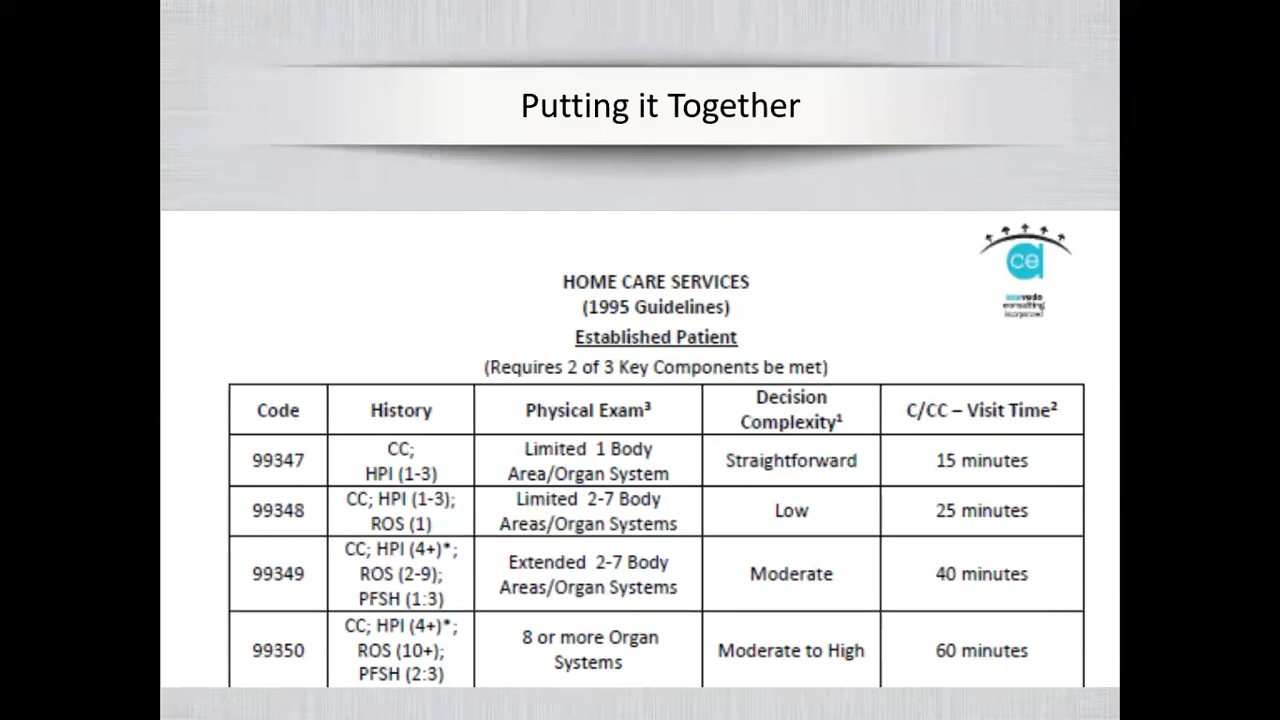 Putting it Together
ce
acevedo
consulting
incorporated
HOME CARE SERVICES
(1995 Guidelines)
Established Patient
(Requires 2 of 3 Key Components be met)
Code History Physical Exam³ Decision Complexity¹ C/CC – Visit Time²
99347 CC; HPI (1-3) Limited 1 Body Area/Organ System Straightforward 15 minutes
99348 CC; HPI (1-3); ROS (1) Limited 2-7 Body Areas/Organ Systems Low 25 minutes
99349 CC; HPI (4+)*; ROS (2-9); PFSH (1:3) Extended 2-7 Body Areas/Organ Systems Moderate 40 minutes
99350 CC; HPI (4+)*; ROS (10+); PFSH (2:3) 8 or more Organ Systems Moderate to High 60 minutes